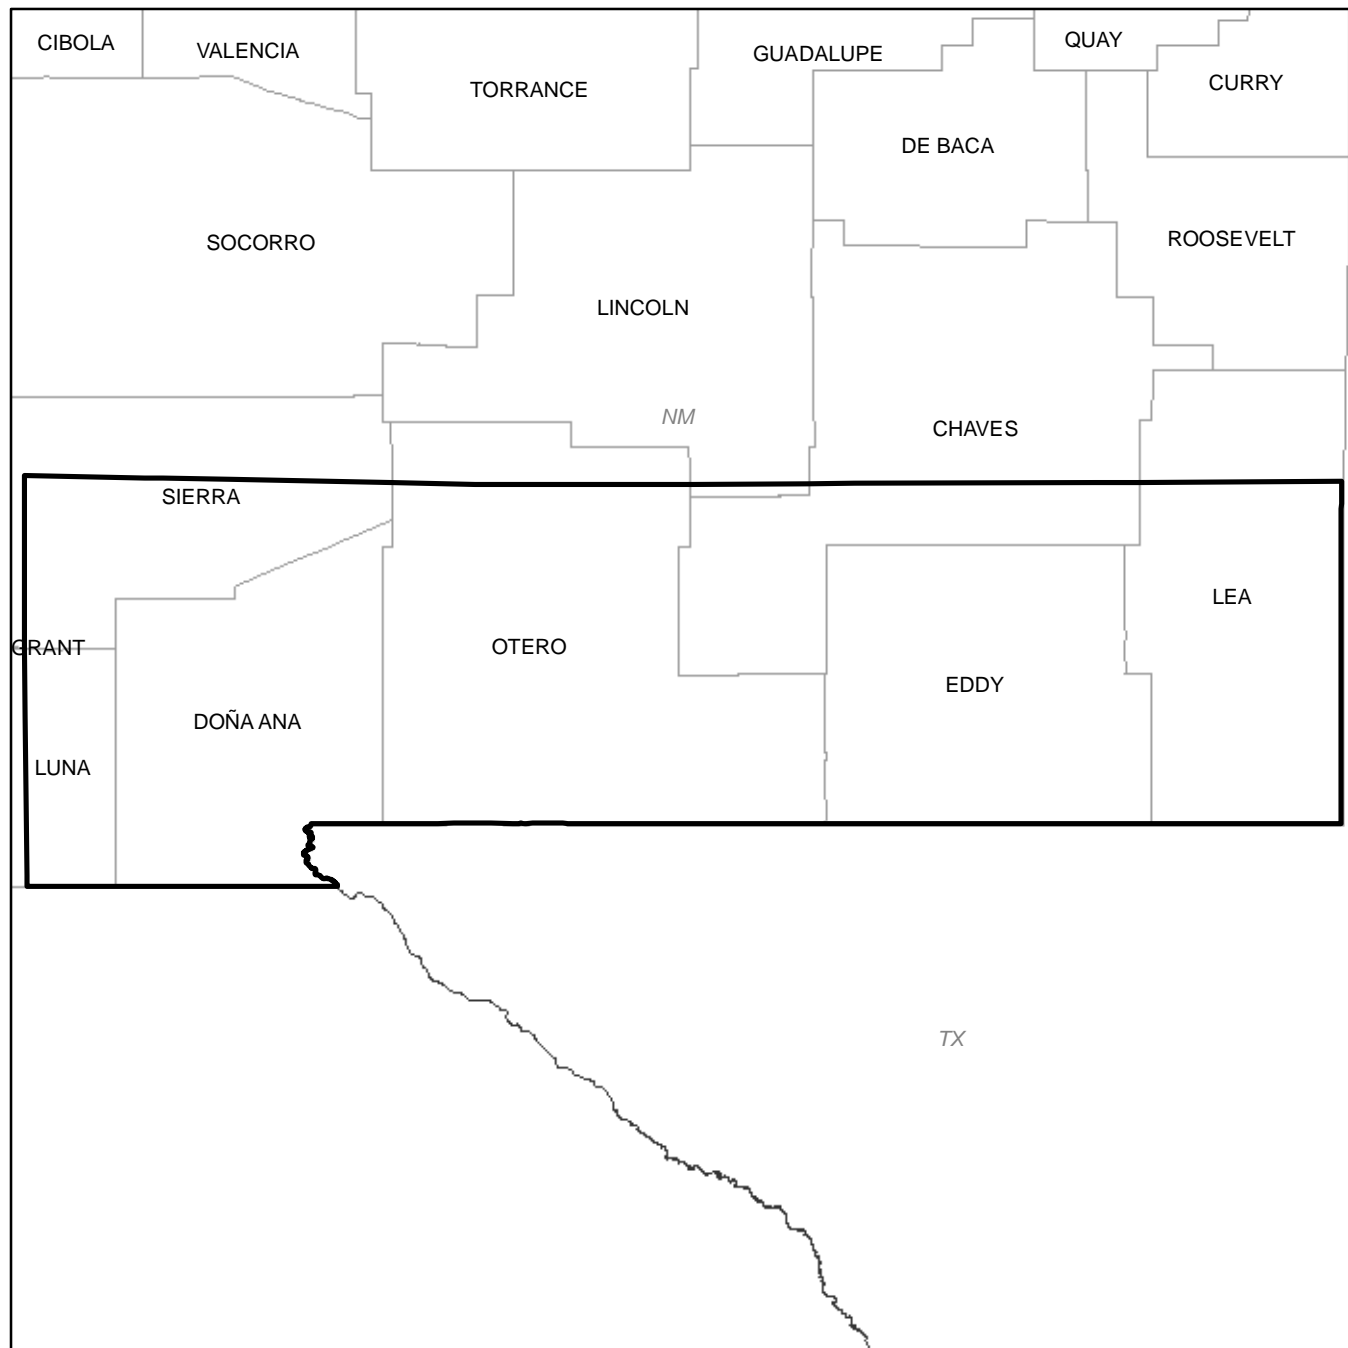 CIBOLA
VALENCIA
TORRANCE
GUADALUPE
QUAY
CURRY
DE BACA
SOCORRO
LINCOLN
ROOSEVELT
NM
CHAVES
SIERRA
GRANT
OTERO
LEA
EDDY
DOÑA ANA
LUNA
TX